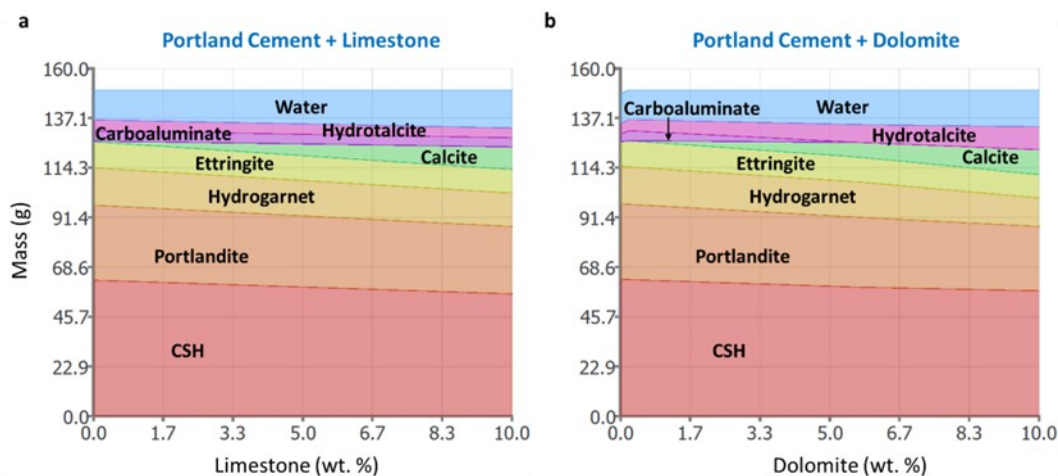 a
Portland Cement + Limestone
Mass (g)
160.0
137.1
114.3
91.4
68.6
45.7
22.9
0.0
Water
Carboaluminate
Hydrotalcite
Calcite
Ettringite
Hydrogarnet
Portlandite
CSH
0.0 1.7 3.3 5.0 6.7 8.3 10.0
Limestone (wt. %)
b
Portland Cement + Dolomite
160.0
137.1
114.3
91.4
68.6
45.7
22.9
0.0
Carboaluminate
Water
Hydrotalcite
Calcite
Ettringite
Hydrogarnet
Portlandite
CSH
0.0 1.7 3.3 5.0 6.7 8.3 10.0
Dolomite (wt. %)